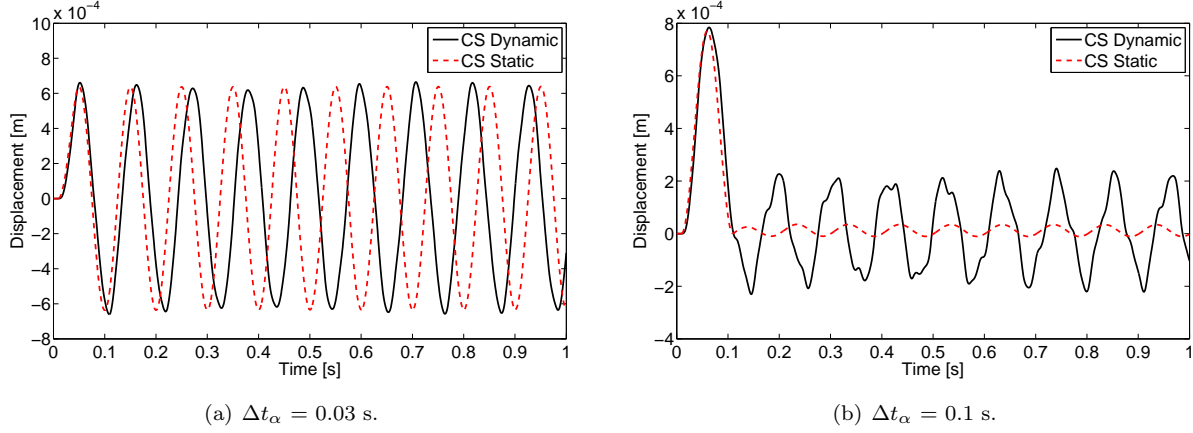 x 10⁻⁴
10
8
6
4
2
0
−2
−4
−6
−8
0 0.1 0.2 0.3 0.4 0.5 0.6 0.7 0.8 0.9 1
Time [s]
Displacement [m]
CS Dynamic
CS Static
(a) Δtα = 0.03 s.
x 10⁻⁴
8
6
4
2
0
−2
−4
0 0.1 0.2 0.3 0.4 0.5 0.6 0.7 0.8 0.9 1
Time [s]
Displacement [m]
CS Dynamic
CS Static
(b) Δtα = 0.1 s.